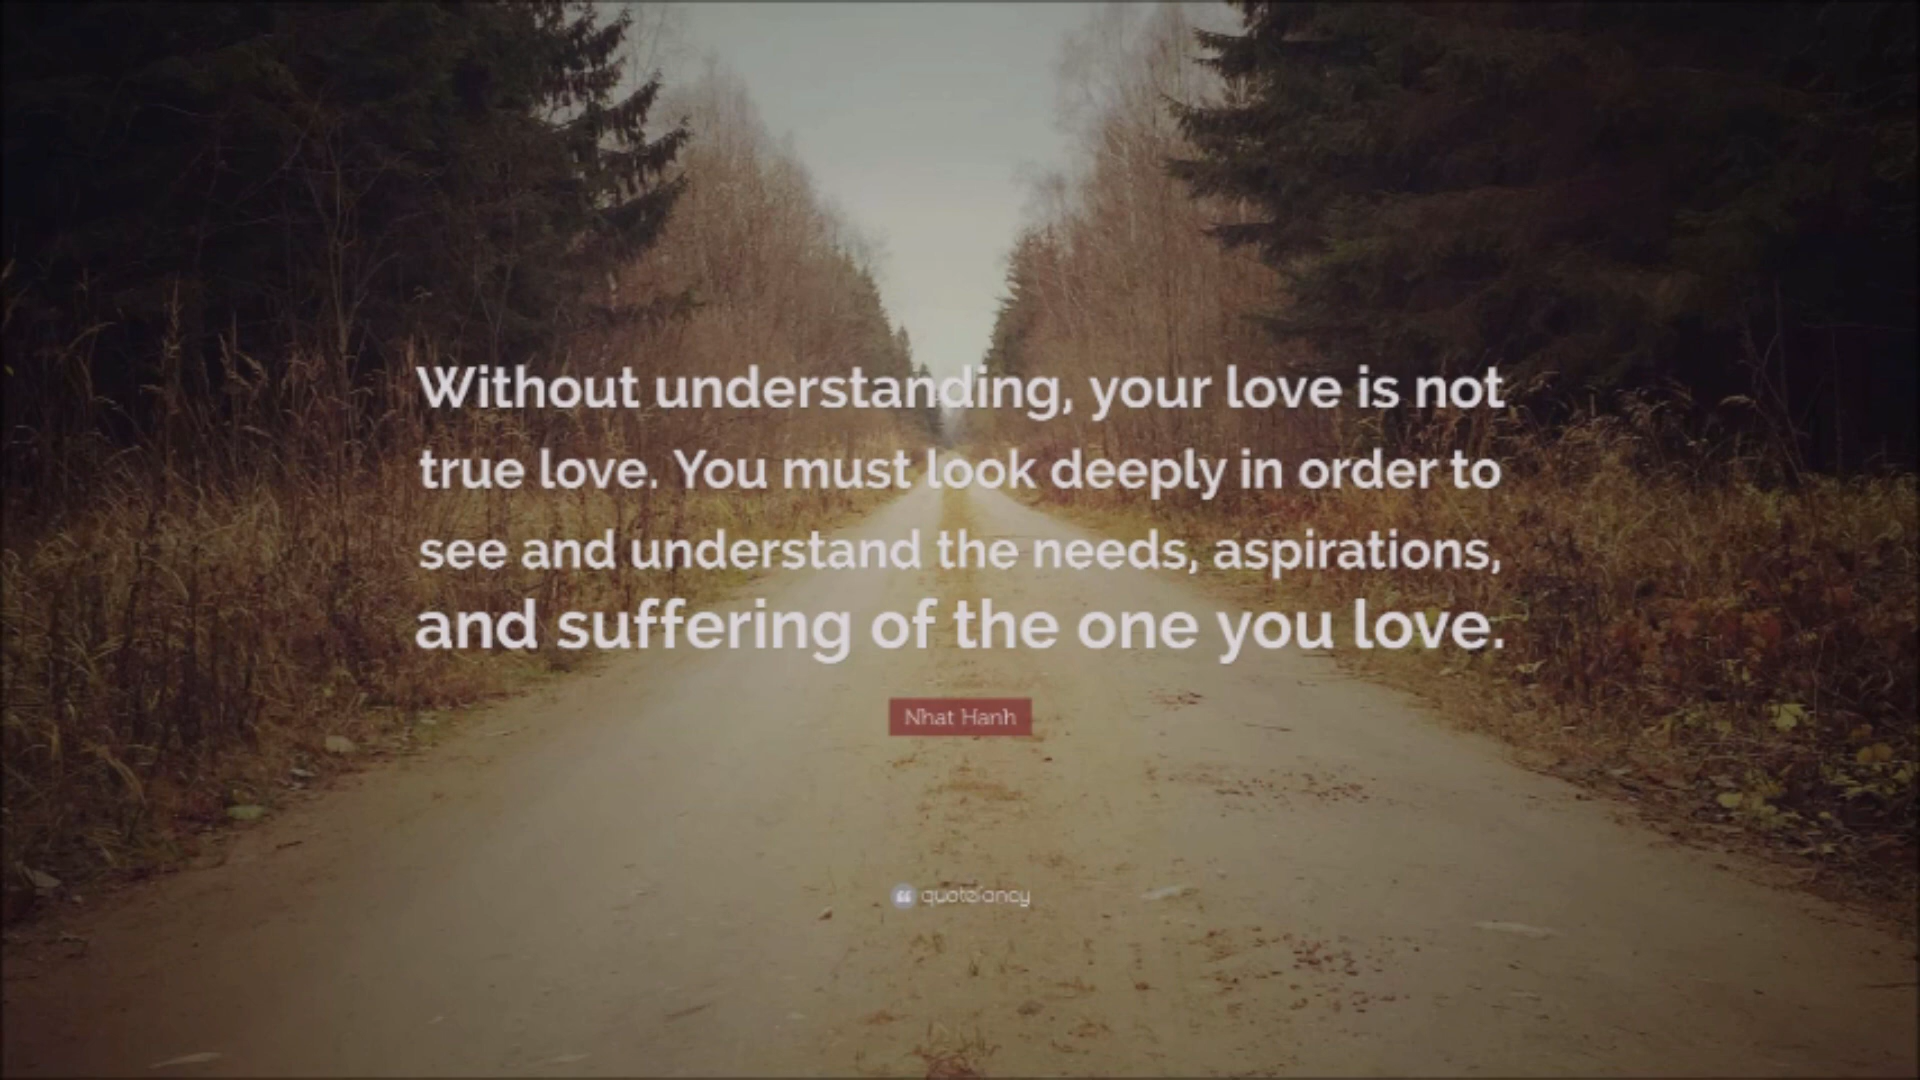 Without understanding, your love is not
true love. You must look deeply in order to
see and understand the needs, aspirations,
and suffering of the one you love.
Nhat Hanh
quotefancy